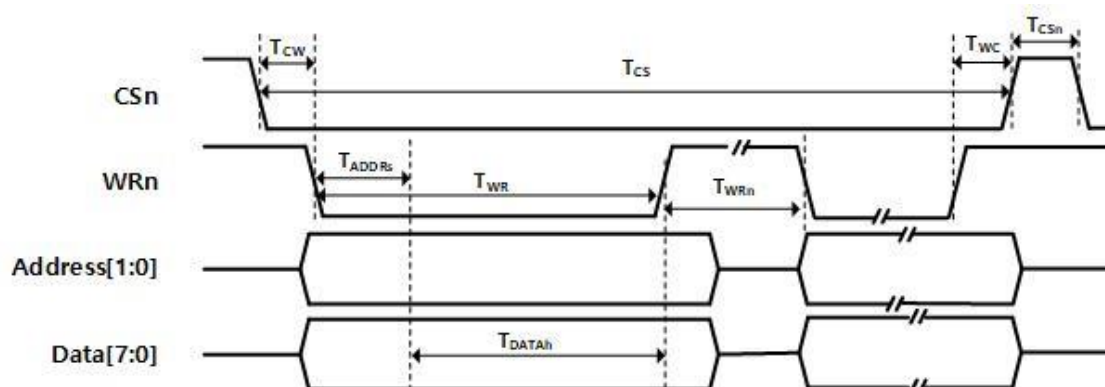 TCW
TWC
TCSn
TCS
CSn
TADDRs
TWR
TWRn
WRn
Address[1:0]
TDATAh
Data[7:0]